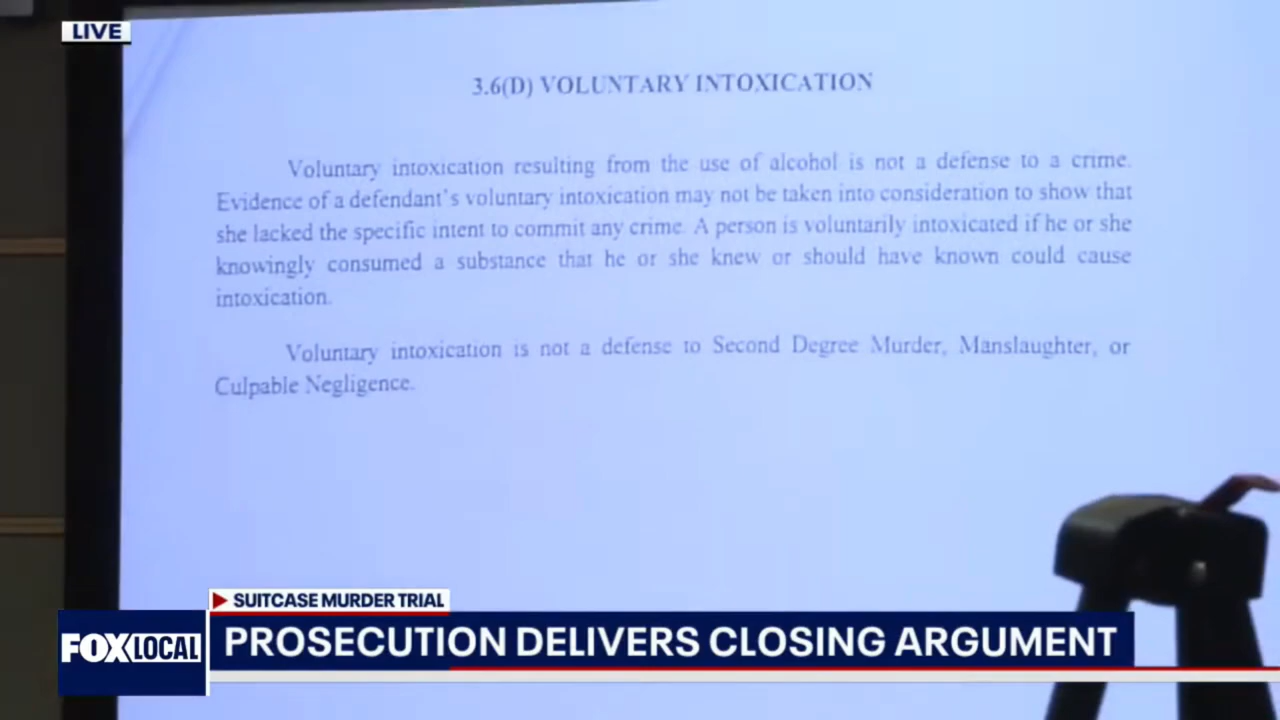 LIVE
3.6(D) VOLUNTARY INTOXICATION
Voluntary intoxication resulting from the use of alcohol is not a defense to a crime.
Evidence of a defendant's voluntary intoxication may not be taken into consideration to show that
she lacked the specific intent to commit any crime. A person is voluntarily intoxicated if he or she
knowingly consumed a substance that he or she knew or should have known could cause
intoxication.
Voluntary intoxication is not a defense to Second Degree Murder, Manslaughter, or
Culpable Negligence.
SUITCASE MURDER TRIAL
FOX LOCAL
PROSECUTION DELIVERS CLOSING ARGUMENT